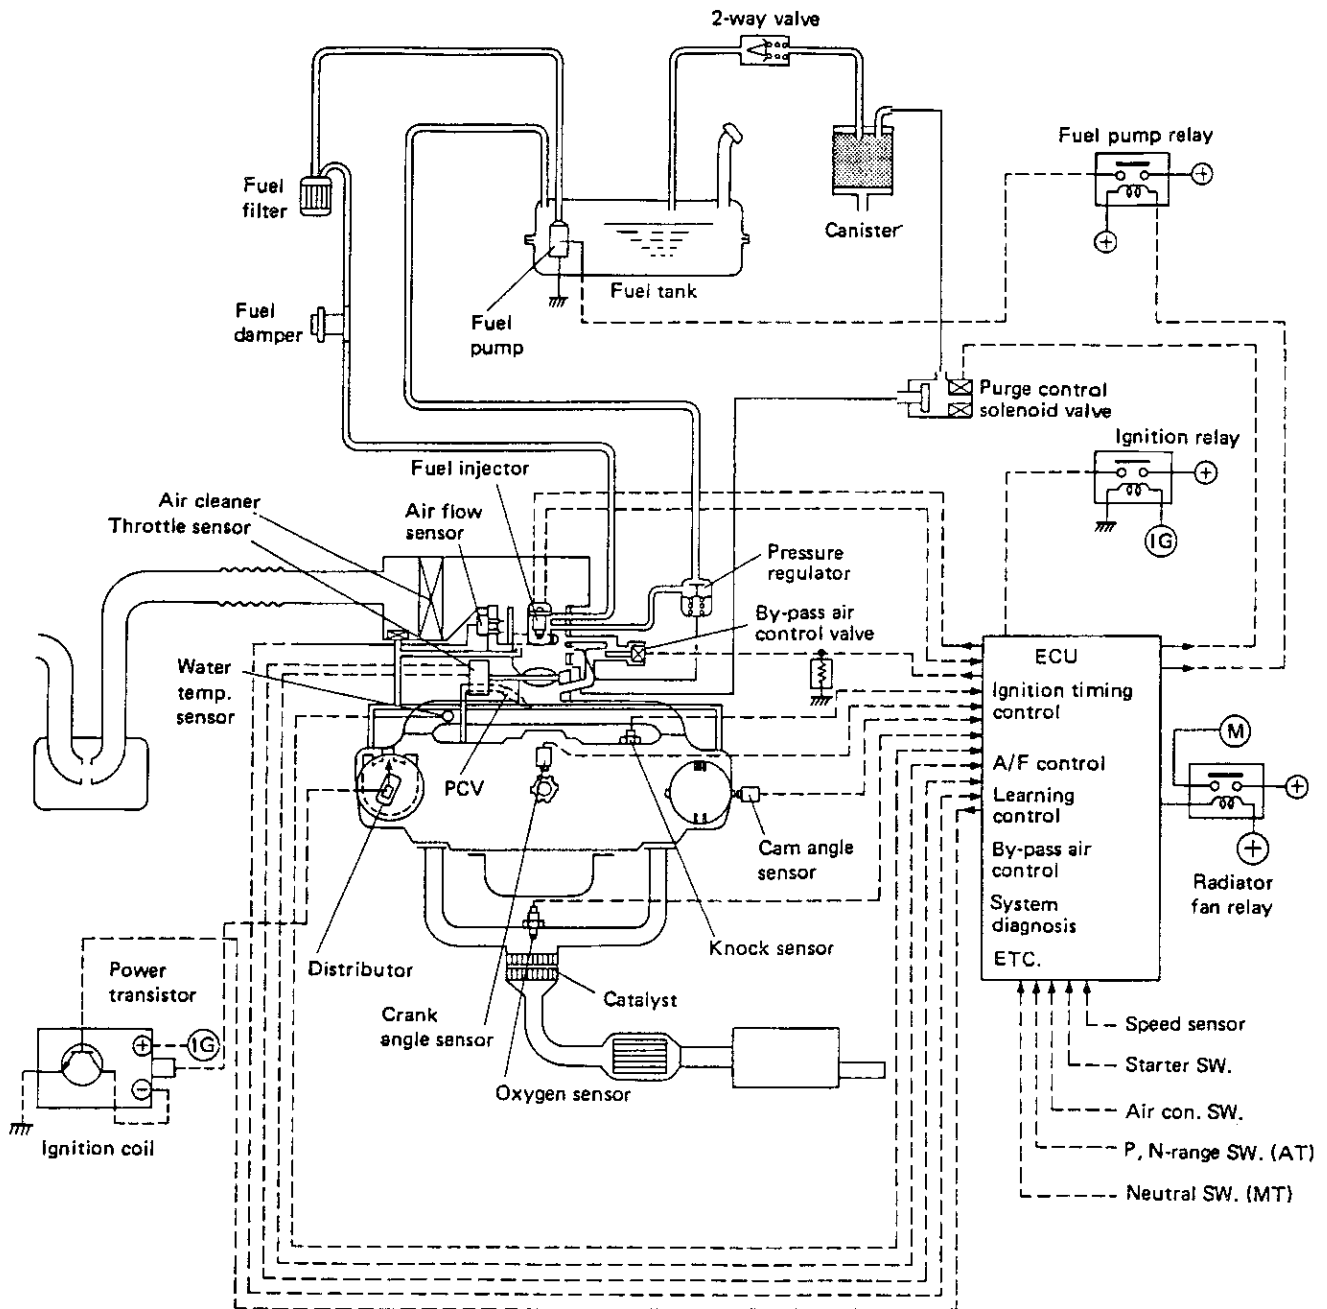 2-way valve
Fuel pump relay
Fuel
filter
Canister
Fuel tank
Fuel
damper
Fuel
pump
Purge control
solenoid valve
Ignition relay
Fuel injector
Air cleaner
Throttle sensor
Air flow
sensor
IG
Pressure
regulator
By-pass air
control valve
Water
temp.
sensor
ECU
Ignition timing
control
M
A/F control
PCV
Learning
control
Cam angle
sensor
By-pass air
control
Radiator
fan relay
System
diagnosis
Knock sensor
ETC.
Distributor
Power
transistor
Catalyst
Crank
angle sensor
Speed sensor
IG
Starter SW.
Oxygen sensor
Air con. SW.
Ignition coil
P, N-range SW. (AT)
Neutral SW. (MT)